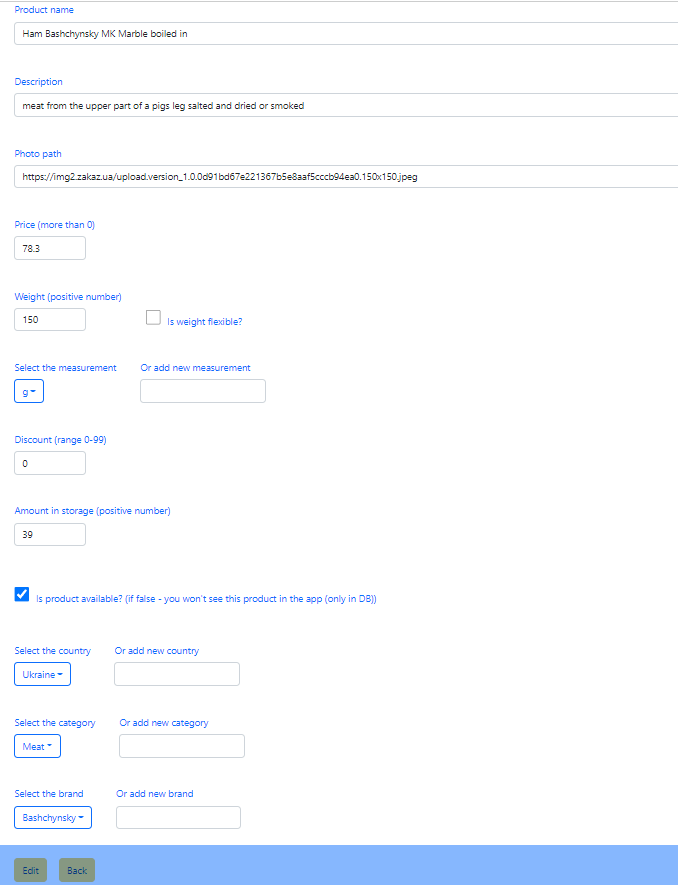 Product name
Ham Bashchynsky MK Marble boiled in
Description
meat from the upper part of a pigs leg salted and dried or smoked
Photo path
https://img2.zakaz.ua/upload.version_1.0.0d91bd67e221367b5e8aaf5cccb94ea0.150x150.jpeg
Price (more than 0)
78.3
Weight (positive number)
150 Is weight flexible?
Select the measurement Or add new measurement
g
Discount (range 0-99)
0
Amount in storage (positive number)
39
Is product available? (if false - you won't see this product in the app (only in DB))
Select the country Or add new country
Ukraine
Select the category Or add new category
Meat
Select the brand Or add new brand
Bashchynsky
Edit Back